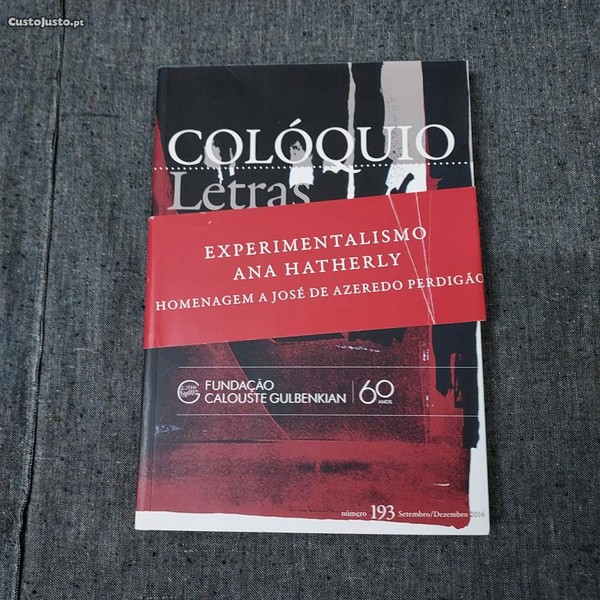 CustoJusto.pt
COLÓQUIO
Letras
EXPERIMENTALISMO
ANA HATHERLY
HOMENAGEM A JOSÉ DE AZEREDO PERDIGÃO
FUNDAÇÃO
CALOUSTE GULBENKIAN
60
ANOS
número 193 Setembro/Dezembro 2016